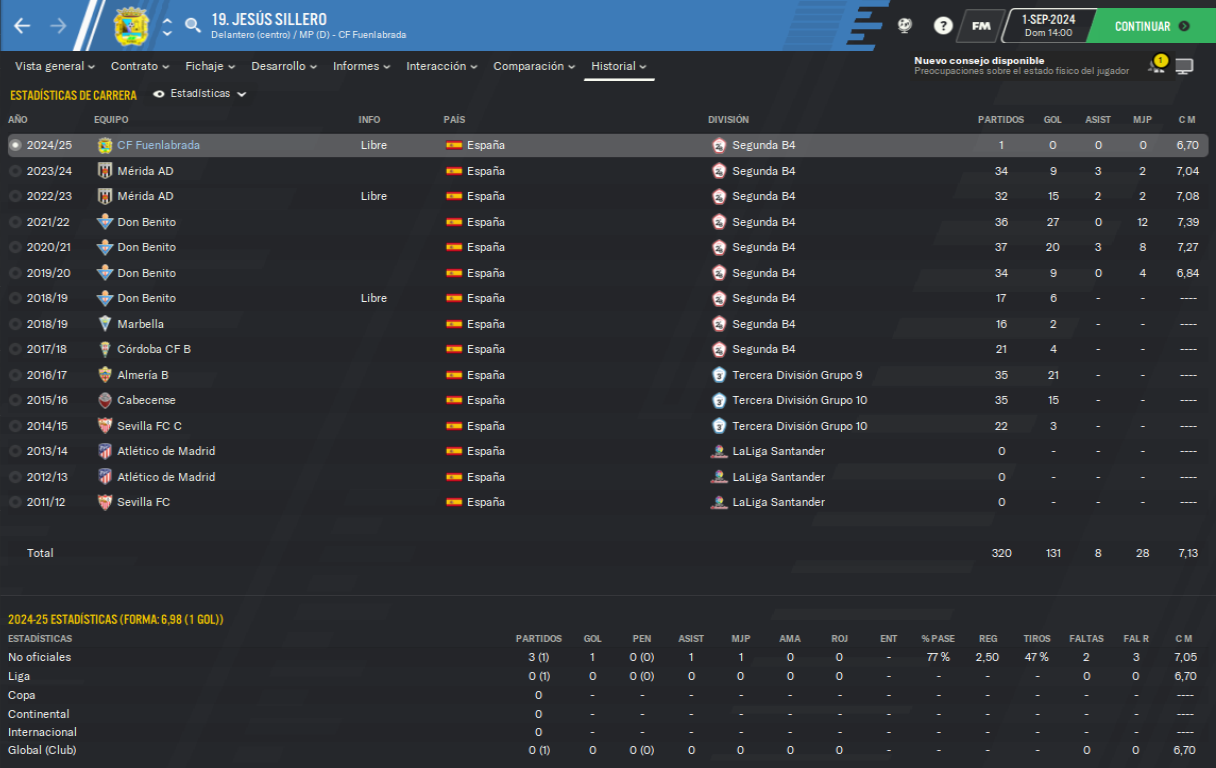 19. JESÚS SILLERO
Delantero (centro) / MP (D) - CF Fuenlabrada
? FM 1-SEP-2024 CONTINUAR
Dom 14:00
Vista general Contrato Fichaje Desarrollo Informes Interacción Comparación Historial
Nuevo consejo disponible 1
Preocupaciones sobre el estado físico del jugador
ESTADÍSTICAS DE CARRERA Estadísticas
AÑO EQUIPO INFO PAÍS DIVISIÓN PARTIDOS GOL ASIST MJP C M
2024/25 CF Fuenlabrada Libre España Segunda B4 1 0 0 0 6,70
2023/24 Mérida AD España Segunda B4 34 9 3 2 7,04
2022/23 Mérida AD Libre España Segunda B4 32 15 2 2 7,08
2021/22 Don Benito España Segunda B4 36 27 0 12 7,39
2020/21 Don Benito España Segunda B4 37 20 3 8 7,27
2019/20 Don Benito España Segunda B4 34 9 0 4 6,84
2018/19 Don Benito Libre España Segunda B4 17 6 - - ----
2018/19 Marbella España Segunda B4 16 2 - - ----
2017/18 Córdoba CF B España Segunda B4 21 4 - - ----
2016/17 Almería B España Tercera División Grupo 9 35 21 - - ----
2015/16 Cabecense España Tercera División Grupo 10 35 15 - - ----
2014/15 Sevilla FC C España Tercera División Grupo 10 22 3 - - ----
2013/14 Atlético de Madrid España LaLiga Santander 0 - - - ----
2012/13 Atlético de Madrid España LaLiga Santander 0 - - - ----
2011/12 Sevilla FC España LaLiga Santander 0 - - - ----
Total 320 131 8 28 7,13
2024-25 ESTADÍSTICAS (FORMA: 6,98 (1 GOL))
ESTADÍSTICAS PARTIDOS GOL PEN ASIST MJP AMA ROJ ENT % PASE REG TIROS FALTAS FAL R C M
No oficiales 3 (1) 1 0 (0) 1 1 0 0 - 77 % 2,50 47 % 2 3 7,05
Liga 0 (1) 0 0 (0) 0 0 0 0 - - - - 0 0 6,70
Copa 0 - - - - - - - - - - - - ----
Continental 0 - - - - - - - - - - - - ----
Internacional 0 - - - - - - - - - - - - ----
Global (Club) 0 (1) 0 0 (0) 0 0 0 0 - - - - 0 0 6,70